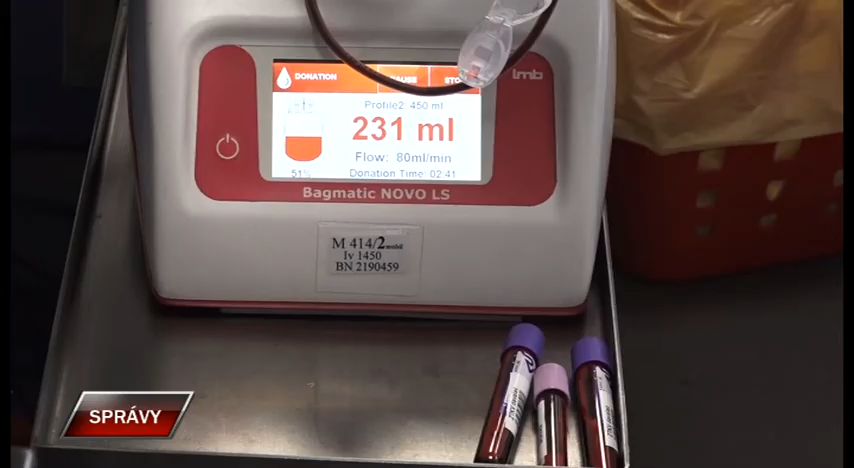 DONATION
STO
lmb
Profile2: 450 ml
231 ml
Flow: 80ml/min
51%
Donation Time: 02:41
Bagmatic NOVO LS
M 414/2
Iv 1450
BN 2190459
SPRÁVY